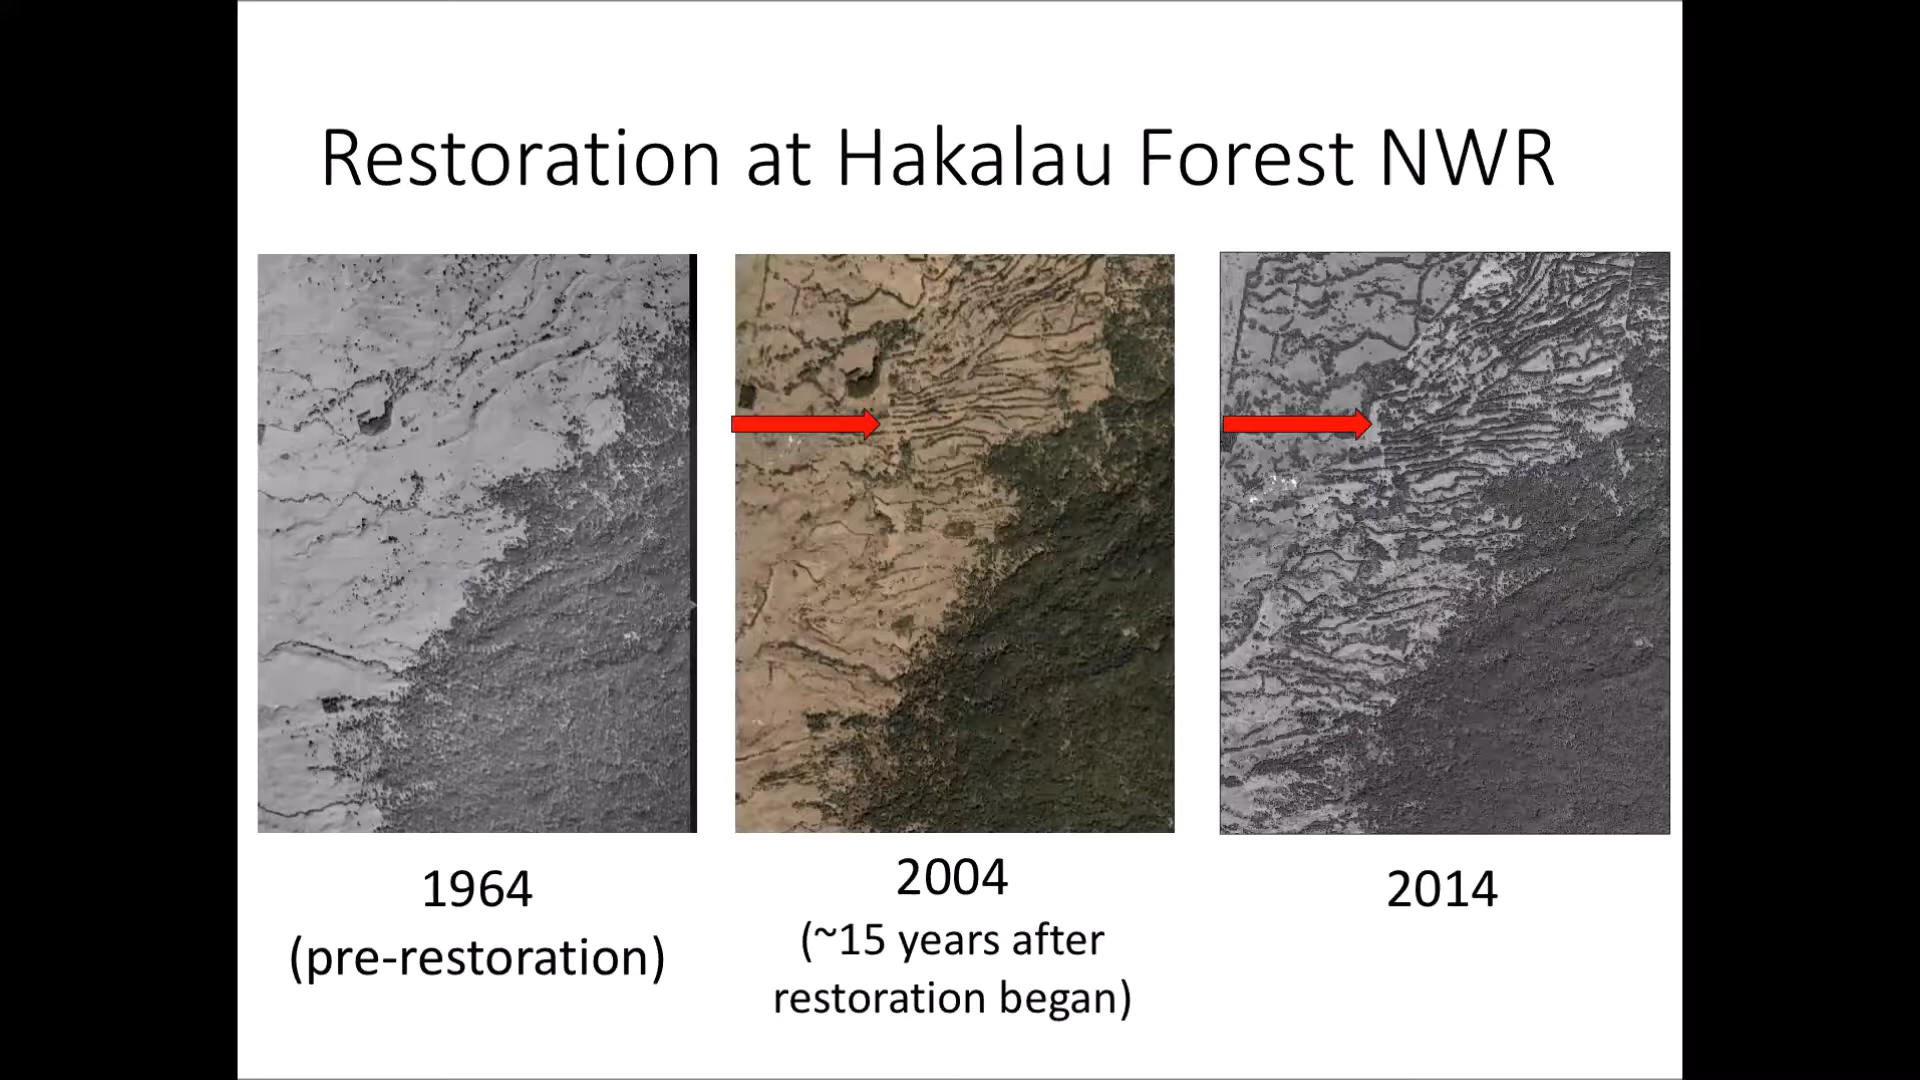 Restoration at Hakalau Forest NWR
1964
(pre-restoration)
2004
(~15 years after
restoration began)
2014